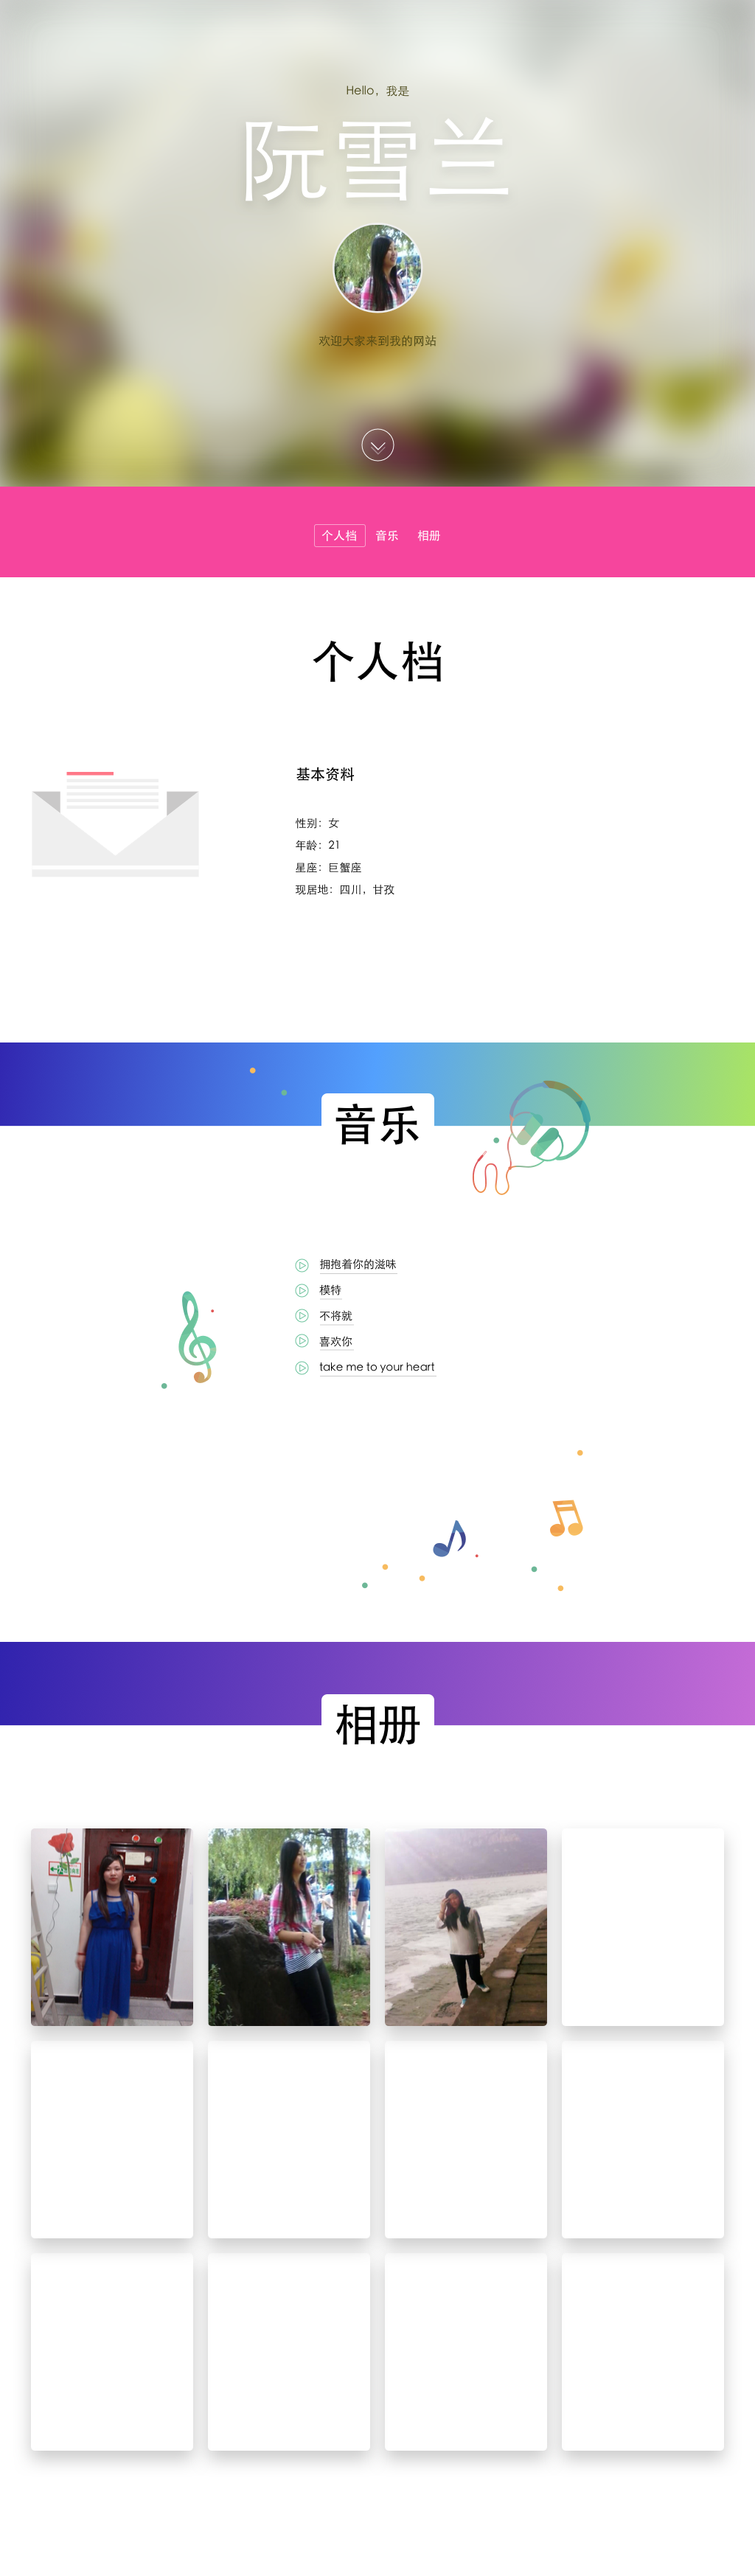 Hello，我是
阮雪兰
欢迎大家来到我的网站
个人档
音乐
相册
个人档
基本资料
性别：女
年龄：21
星座：巨蟹座
现居地：四川，甘孜
音乐
拥抱着你的滋味
模特
不将就
喜欢你
take me to your heart
相册